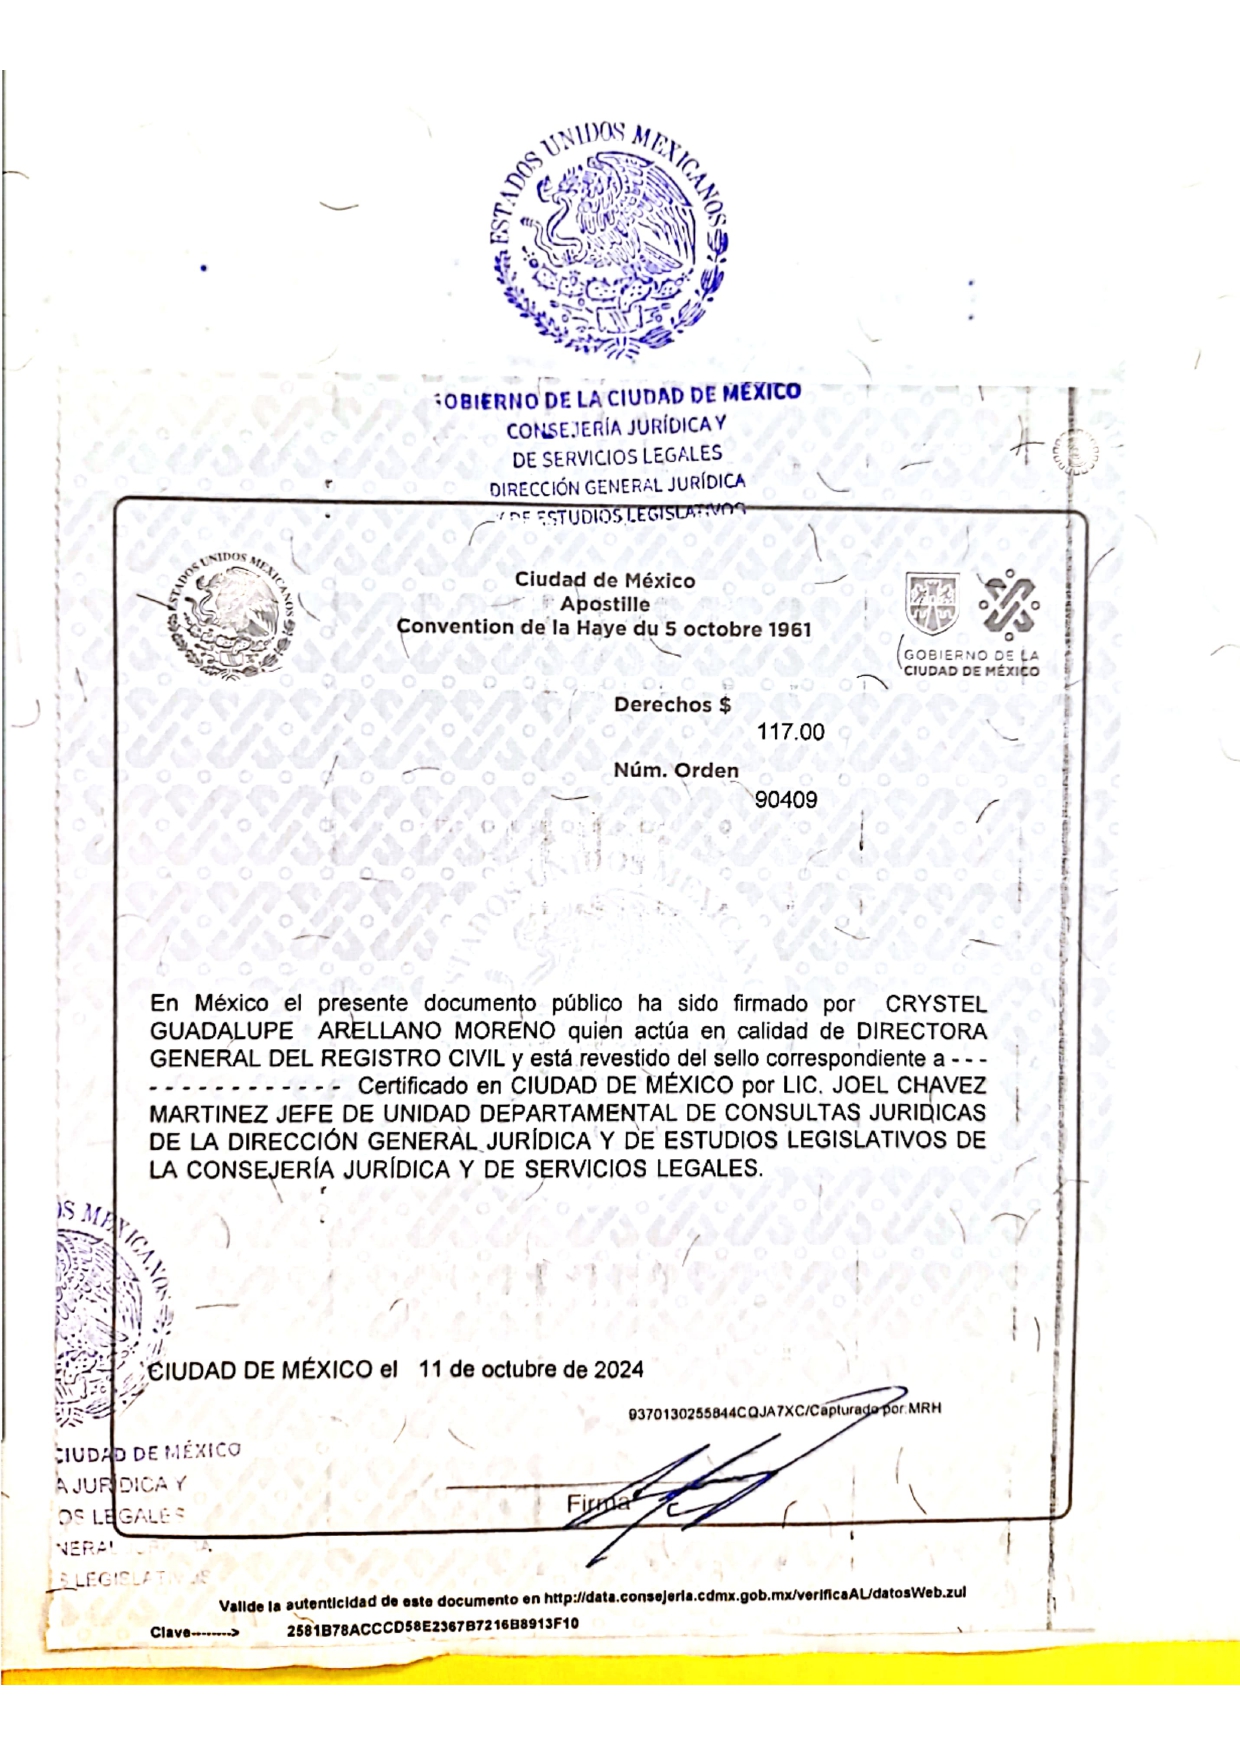 ESTADOS UNIDOS MEXICANOS
GOBIERNO DE LA CIUDAD DE MÉXICO
CONSEJERÍA JURÍDICA Y
DE SERVICIOS LEGALES
DIRECCIÓN GENERAL JURÍDICA
Y DE ESTUDIOS LEGISLATIVOS
ESTADOS UNIDOS MEXICANOS
Ciudad de México
Apostille
Convention de la Haye du 5 octobre 1961
GOBIERNO DE LA
CIUDAD DE MÉXICO
Derechos $
117.00
Núm. Orden
90409
En México el presente documento público ha sido firmado por CRYSTEL
GUADALUPE ARELLANO MORENO quien actúa en calidad de DIRECTORA
GENERAL DEL REGISTRO CIVIL y está revestido del sello correspondiente a - - -
- - - - - - - - - - - - - Certificado en CIUDAD DE MÉXICO por LIC. JOEL CHAVEZ
MARTINEZ JEFE DE UNIDAD DEPARTAMENTAL DE CONSULTAS JURIDICAS
DE LA DIRECCIÓN GENERAL JURÍDICA Y DE ESTUDIOS LEGISLATIVOS DE
LA CONSEJERÍA JURÍDICA Y DE SERVICIOS LEGALES.
OS MEXICANOS
CIUDAD DE MÉXICO el 11 de octubre de 2024
9370130255844CQJA7XC/Capturado por:MRH
CIUDAD DE MÉXICO
A JURÍDICA Y
OS LEGALES
Firma
NERAL
LEGISLATIVOS
Valide la autenticidad de este documento en http://data.consejeria.cdmx.gob.mx/verificaAL/datosWeb.zul
Clave-------> 2581B78ACCCD58E2367B7216B8913F10